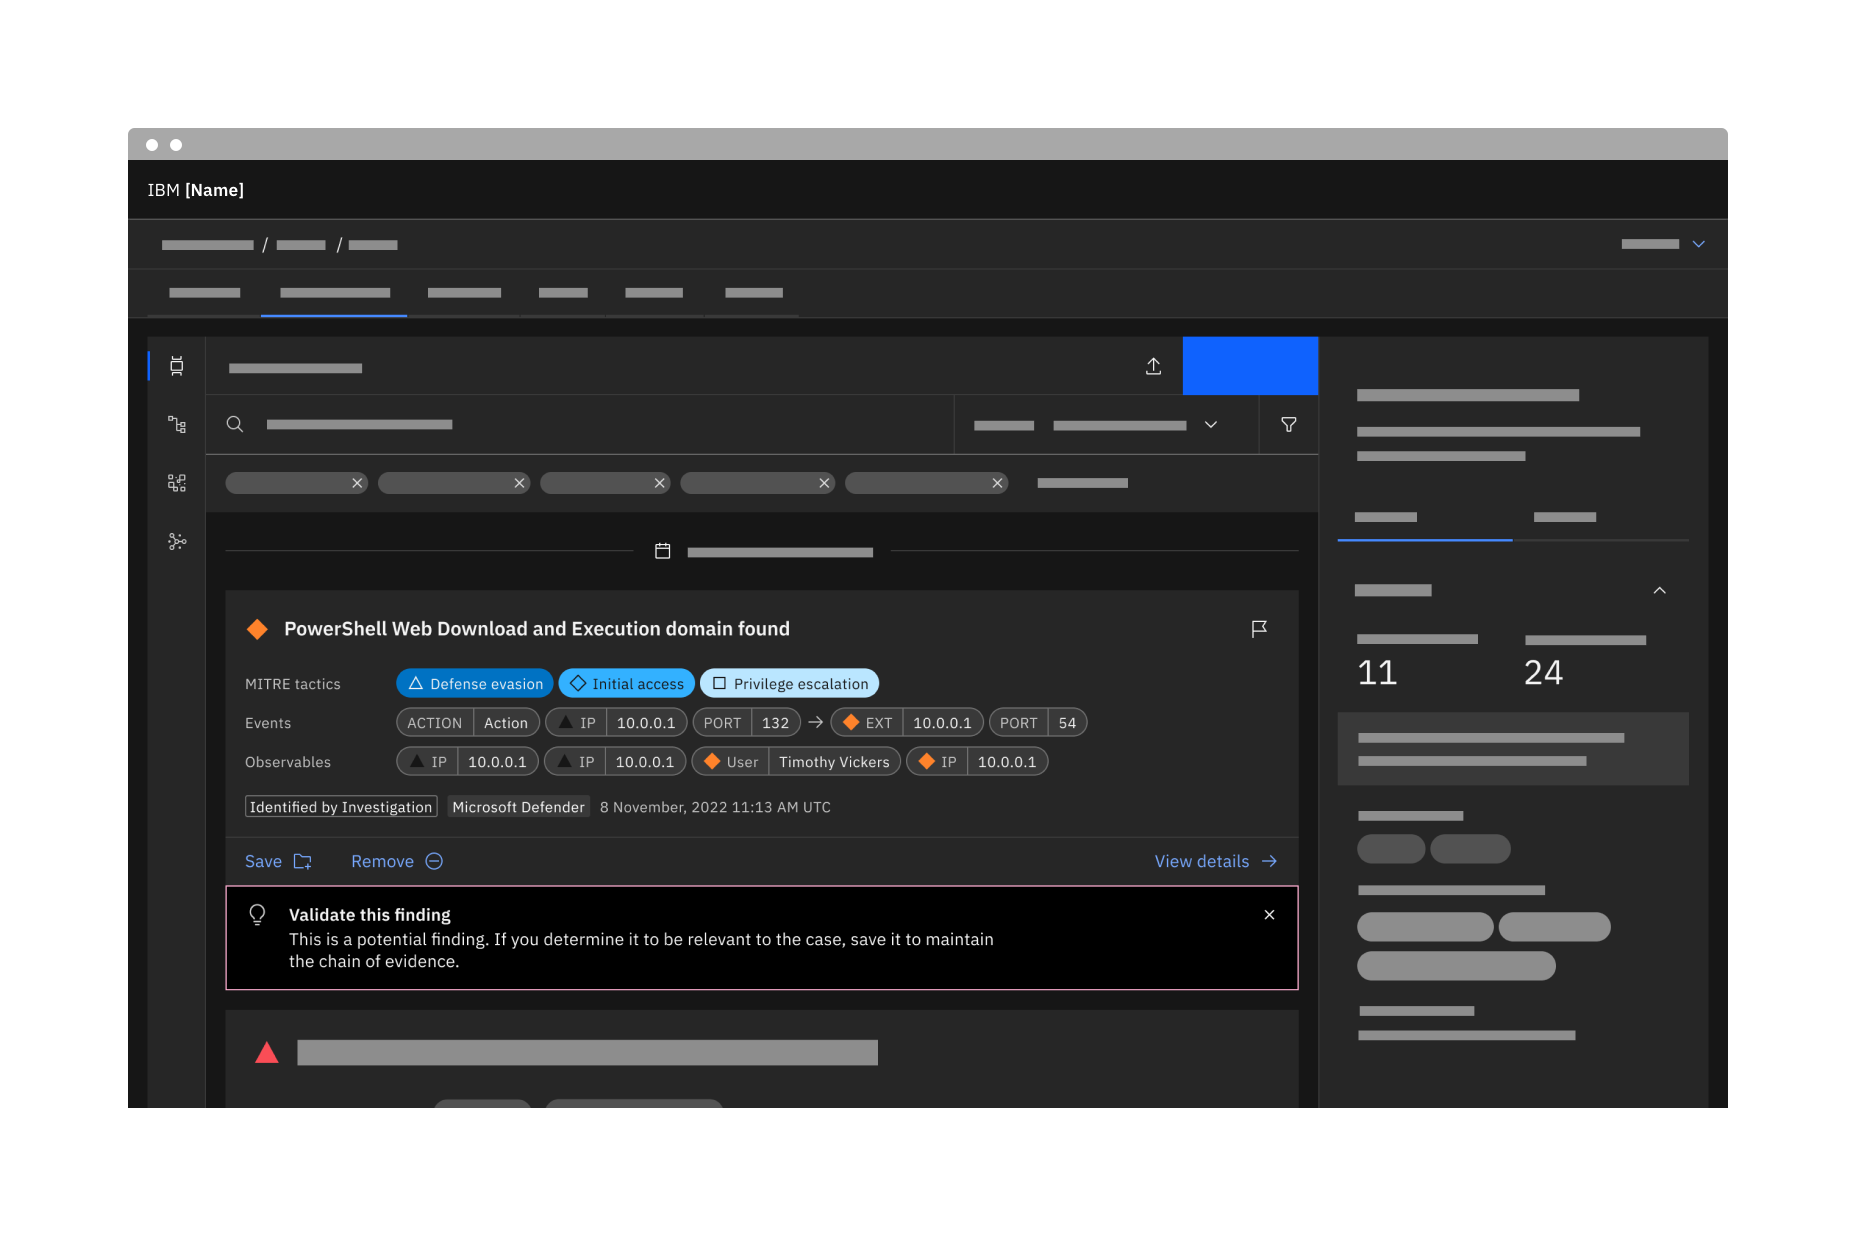 IBM [Name]
PowerShell Web Download and Execution domain found
MITRE tactics Defense evasion Initial access Privilege escalation
Events ACTION Action IP 10.0.0.1 PORT 132 → EXT 10.0.0.1 PORT 54
Observables IP 10.0.0.1 IP 10.0.0.1 User Timothy Vickers IP 10.0.0.1
Identified by Investigation Microsoft Defender 8 November, 2022 11:13 AM UTC
Save Remove View details →
Validate this finding
This is a potential finding. If you determine it to be relevant to the case, save it to maintain
the chain of evidence.
11 24